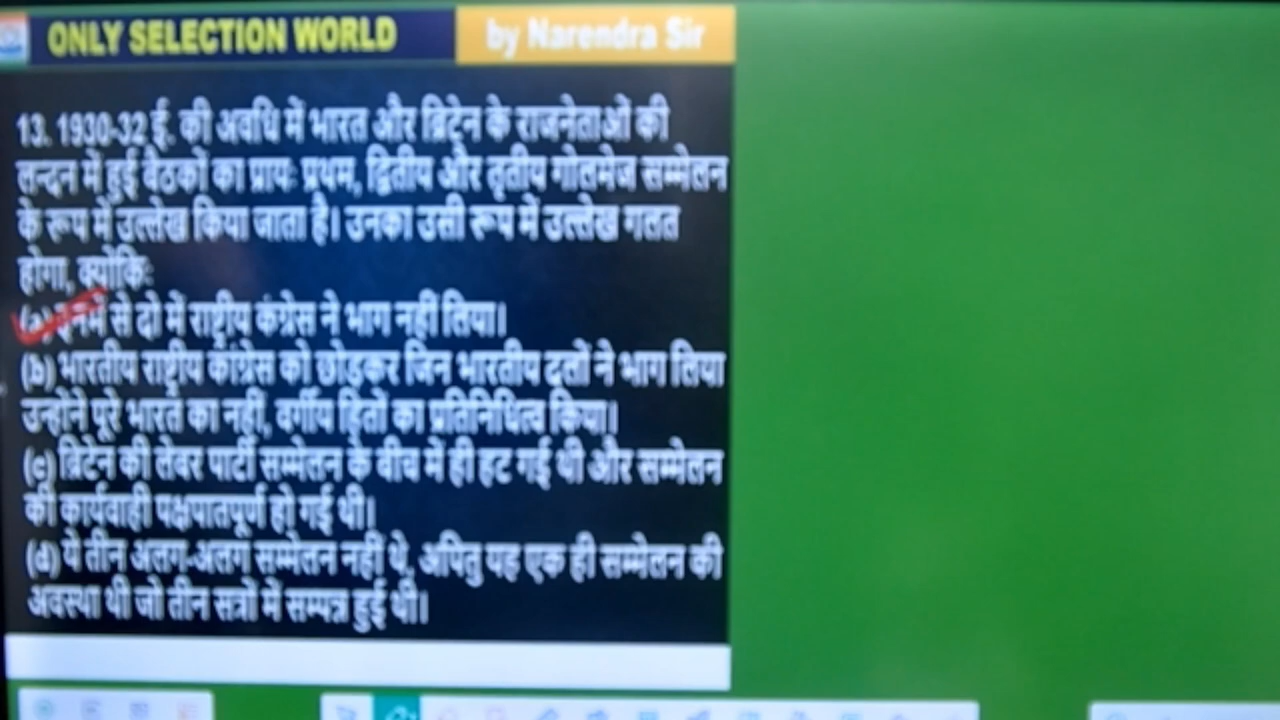 ONLY SELECTION WORLD by Narendra Sir
13. 1930-32 ई. की अवधि में भारत और ब्रिटेन के राजनेताओं की
लन्दन में हुई बैठकों का प्रायः प्रथम, द्वितीय और तृतीय गोलमेज सम्मेलन
के रूप में उल्लेख किया जाता है। उनका उसी रूप में उल्लेख गलत
होगा, क्योंकिः
(a) इनमें से दो में राष्ट्रीय कंग्रेस ने भाग नहीं लिया।
(b) भारतीय राष्ट्रीय कांग्रेस को छोड़कर जिन भारतीय दलों ने भाग लिया
उन्होंने पूरे भारत का नहीं, वर्गीय हितों का प्रतिनिधित्व किया।
(c) ब्रिटेन की लेबर पार्टी सम्मेलन के बीच में ही हट गई थी और सम्मेलन
की कार्यवाही पक्षपातपूर्ण हो गई थी।
(d) ये तीन अलग-अलग सम्मेलन नहीं थे, अपितु यह एक ही सम्मेलन की
अवस्था थी जो तीन सत्रों में सम्पन्न हुई थी।